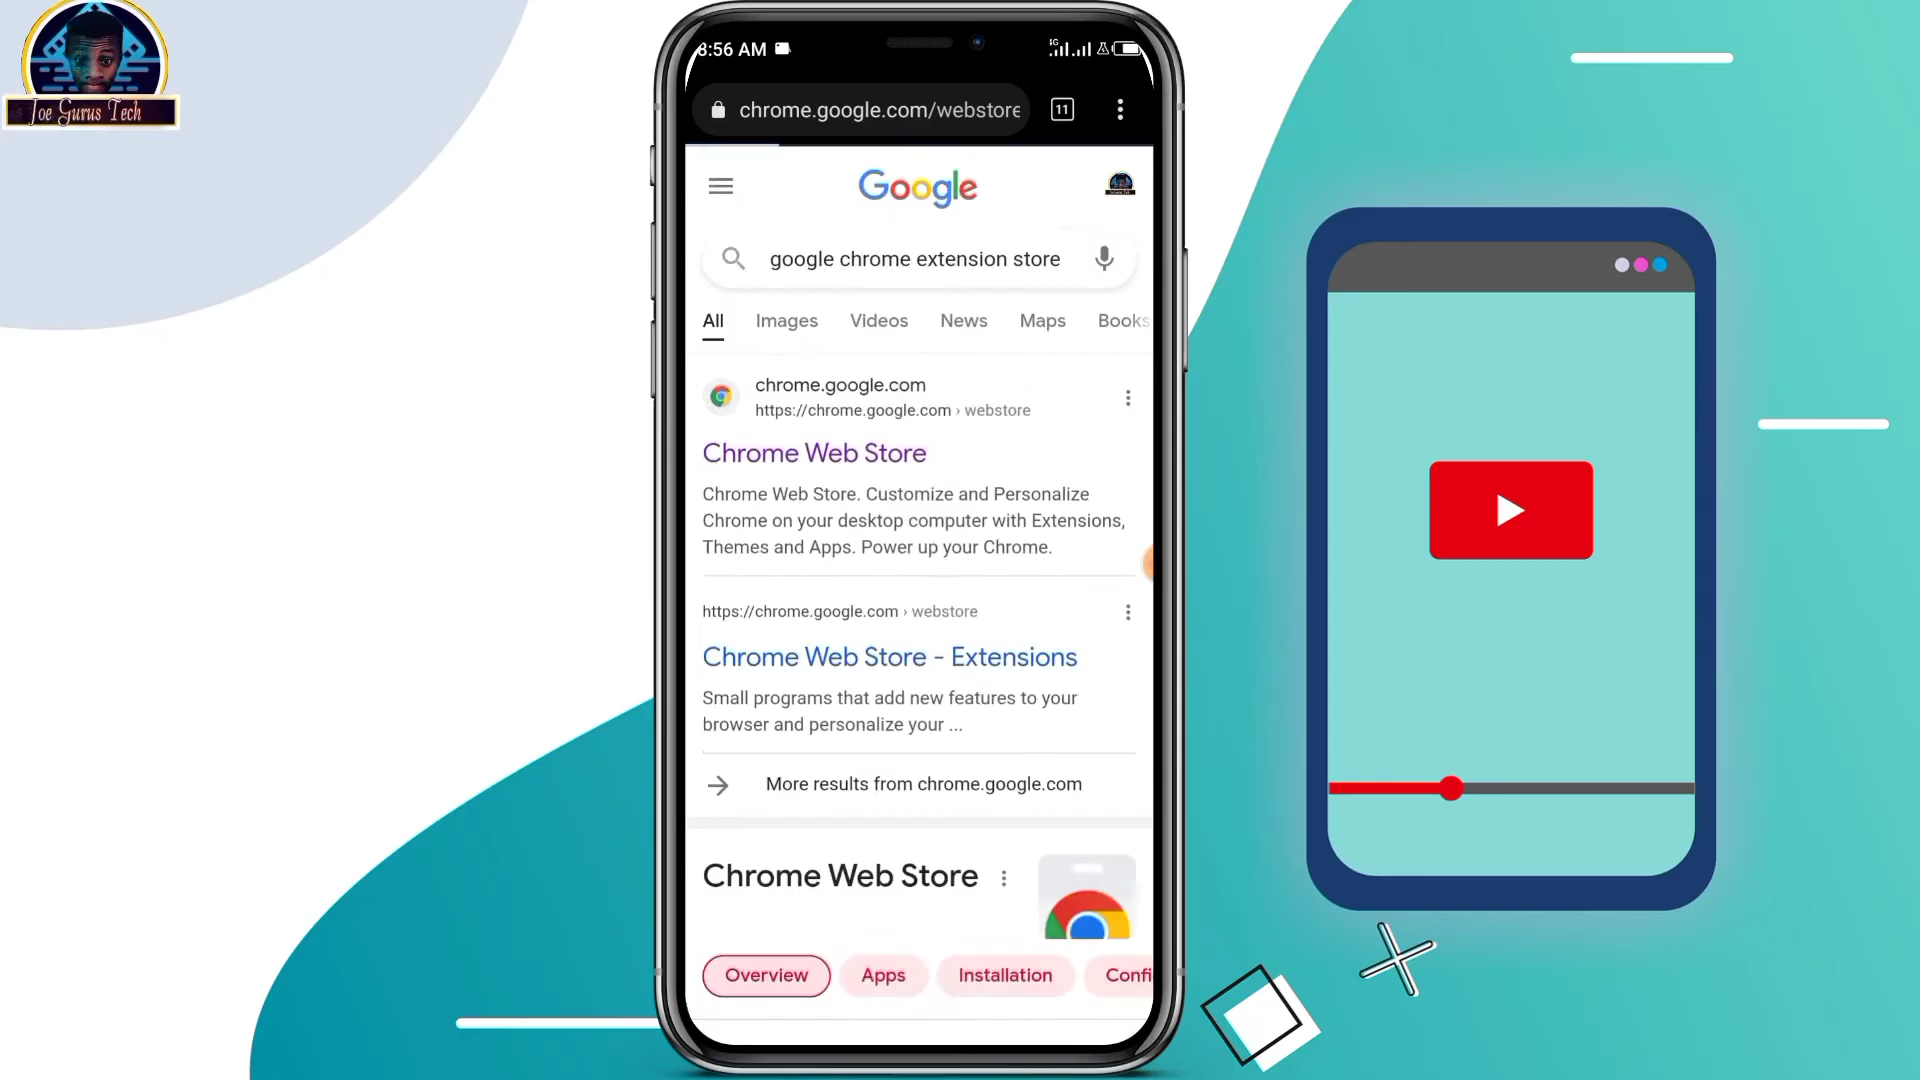 Joe Gurus Tech
8:56 AM
4G
chrome.google.com/webstore
11
Google
google chrome extension store
All Images Videos News Maps Books
chrome.google.com
https://chrome.google.com › webstore
Chrome Web Store
Chrome Web Store. Customize and Personalize
Chrome on your desktop computer with Extensions,
Themes and Apps. Power up your Chrome.
https://chrome.google.com › webstore
Chrome Web Store - Extensions
Small programs that add new features to your
browser and personalize your ...
More results from chrome.google.com
Chrome Web Store
Overview Apps Installation Confi